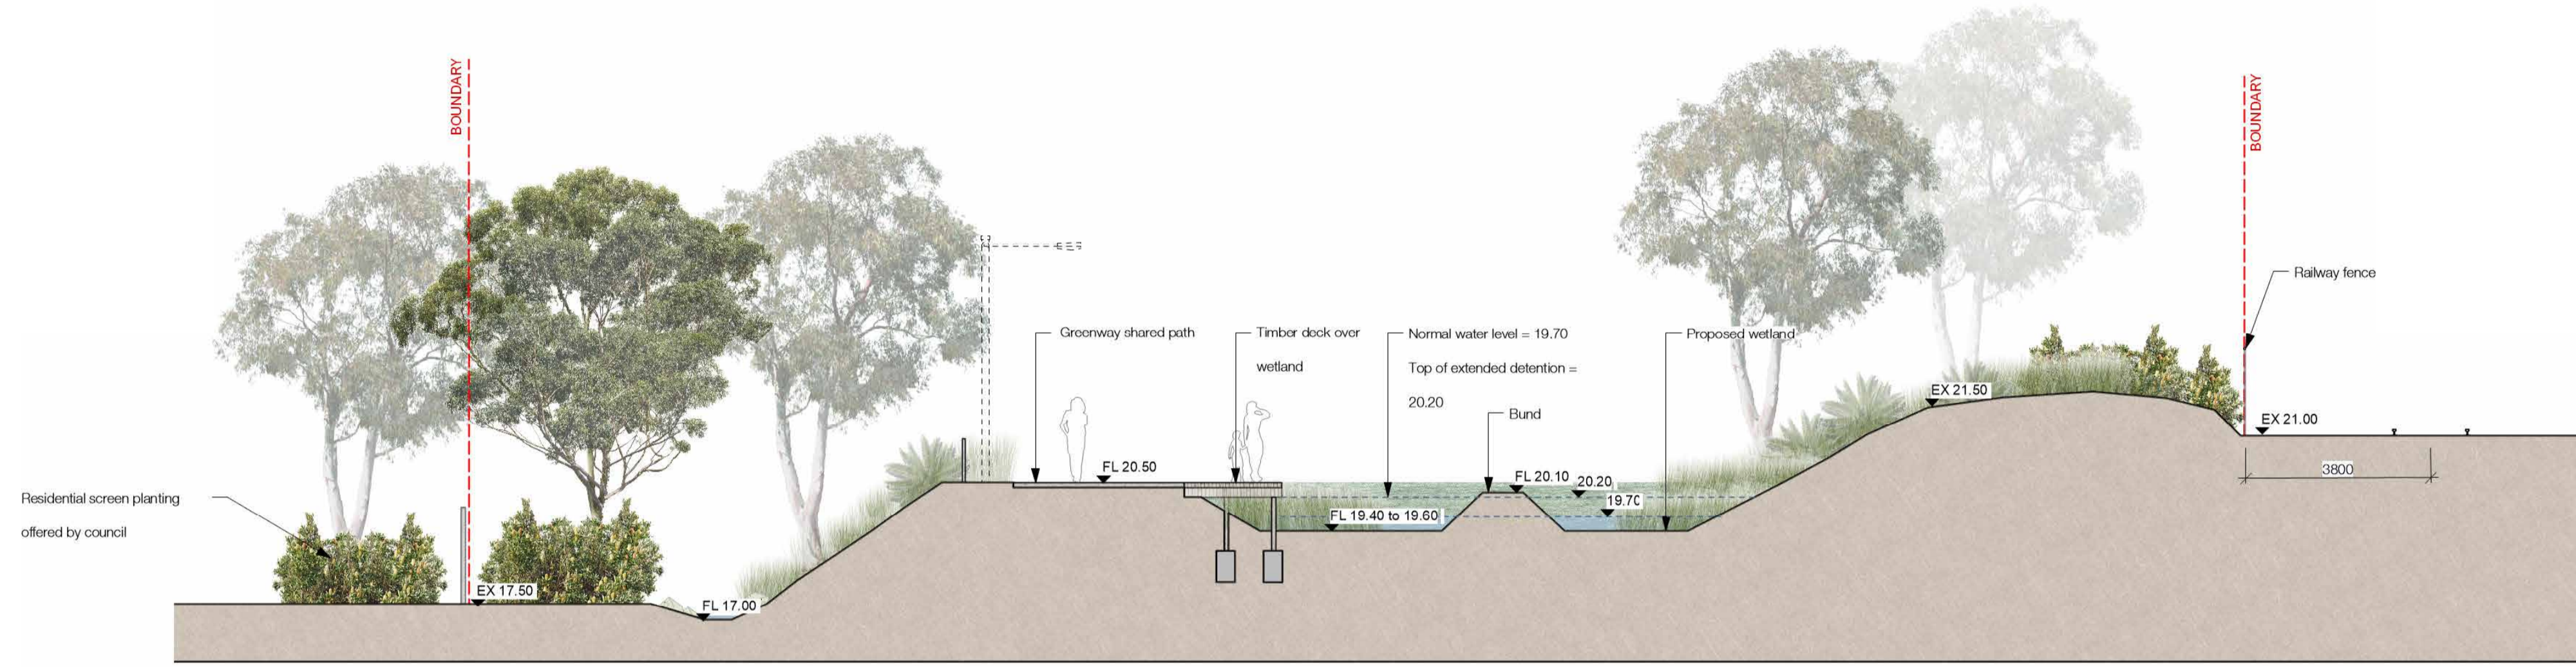 BOUNDARY
BOUNDARY
Railway fence
Greenway shared path
Timber deck over
wetland
Normal water level = 19.70
Top of extended detention =
20.20
Bund
Proposed wetland
EX 21.50
EX 21.00
3800
FL 20.50
FL 20.10
20.20
19.70
FL 19.40 to 19.60
Residential screen planting
offered by council
EX 17.50
FL 17.00